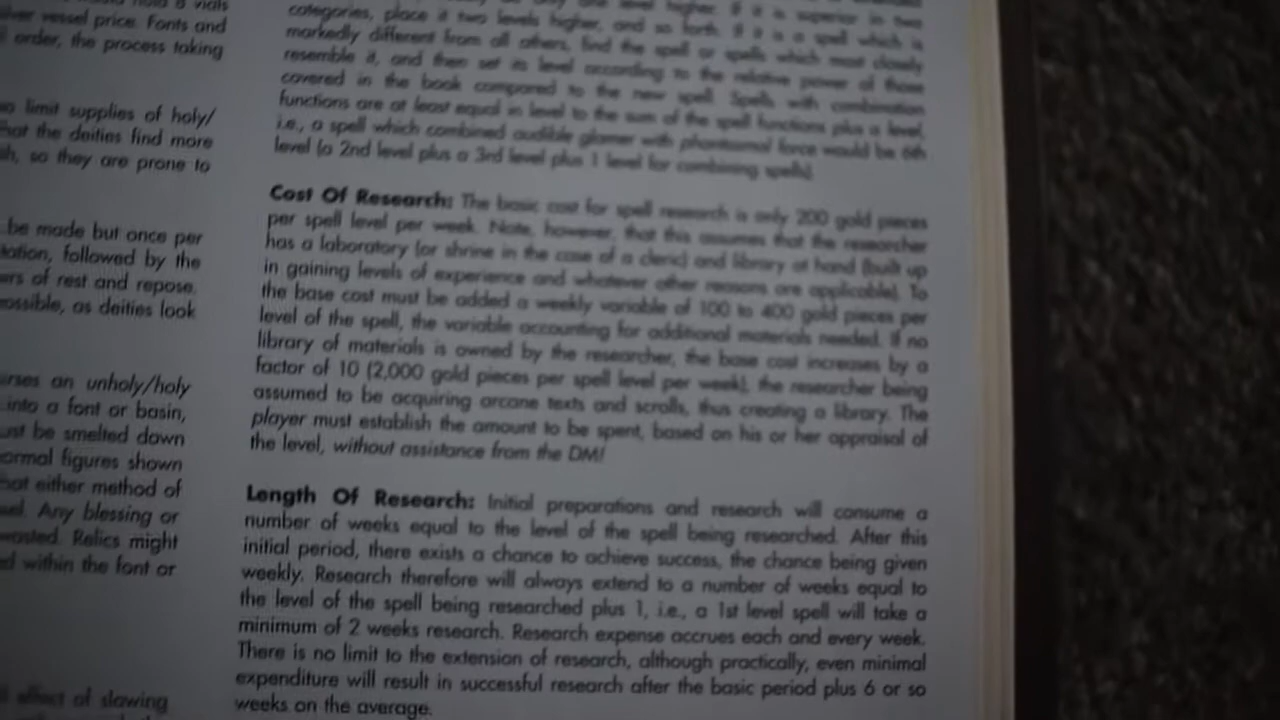 vessel price. Fonts and
order, the process taking
limit supplies of holy/
that the deities find more
so they are prone to
be made but once per
followed by the
of rest and repose.
as deities look
an unholy/holy
into a font or basin,
be smelted down
normal figures shown
that either method of
Any blessing or
wasted. Relics might
within the font or
effect of slowing
categories, place it two levels higher, and so forth. If it is a spell which is
markedly different from all others, find the spell or spells which most closely
resemble it, and then set its level according to the relative power of those
covered in the book compared to the new spell. Spells with combination
functions are at least equal in level to the sum of the spell functions plus a level,
i.e., a spell which combined audible glamer with phantasmal force would be 6th
level (a 2nd level plus a 3rd level plus 1 level for combining spells).
Cost Of Research: The basic cost for spell research is only 200 gold pieces
per spell level per week. Note, however, that this assumes that the researcher
has a laboratory (or shrine in the case of a cleric) and library at hand (built up
in gaining levels of experience and whatever other reasons are applicable). To
the base cost must be added a weekly variable of 100 to 400 gold pieces per
level of the spell, the variable accounting for additional materials needed. If no
library of materials is owned by the researcher, the base cost increases by a
factor of 10 (2,000 gold pieces per spell level per week), the researcher being
assumed to be acquiring arcane texts and scrolls, thus creating a library. The
player must establish the amount to be spent, based on his or her appraisal of
the level, without assistance from the DM!
Length Of Research: Initial preparations and research will consume a
number of weeks equal to the level of the spell being researched. After this
initial period, there exists a chance to achieve success, the chance being given
weekly. Research therefore will always extend to a number of weeks equal to
the level of the spell being researched plus 1, i.e., a 1st level spell will take a
minimum of 2 weeks research. Research expense accrues each and every week.
There is no limit to the extension of research, although practically, even minimal
expenditure will result in successful research after the basic period plus 6 or so
weeks on the average.